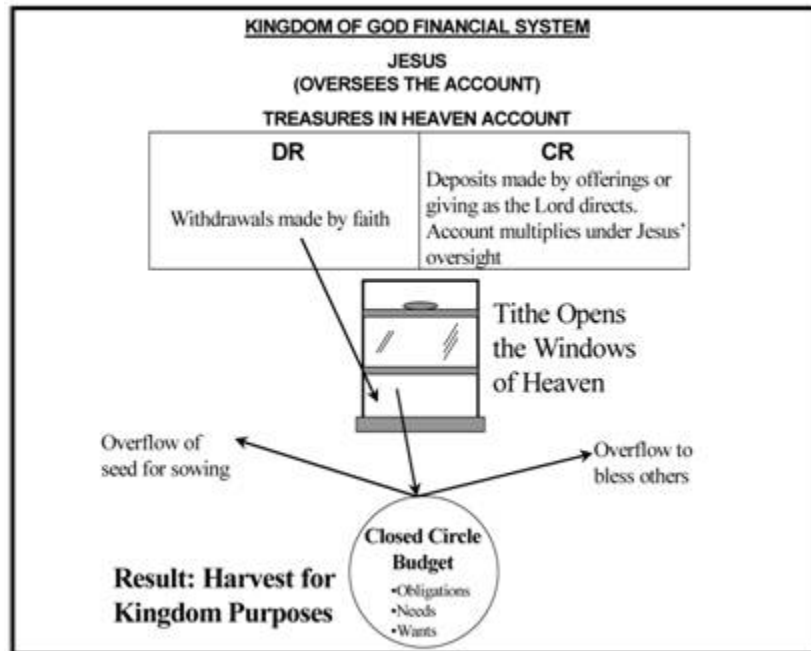 KINGDOM OF GOD FINANCIAL SYSTEM
JESUS
(OVERSEES THE ACCOUNT)
TREASURES IN HEAVEN ACCOUNT
DR
Withdrawals made by faith
CR
Deposits made by offerings or
giving as the Lord directs.
Account multiplies under Jesus'
oversight
Tithe Opens
the Windows
of Heaven
Overflow of
seed for sowing
Overflow to
bless others
Closed Circle
Budget
•Obligations
•Needs
•Wants
Result: Harvest for
Kingdom Purposes